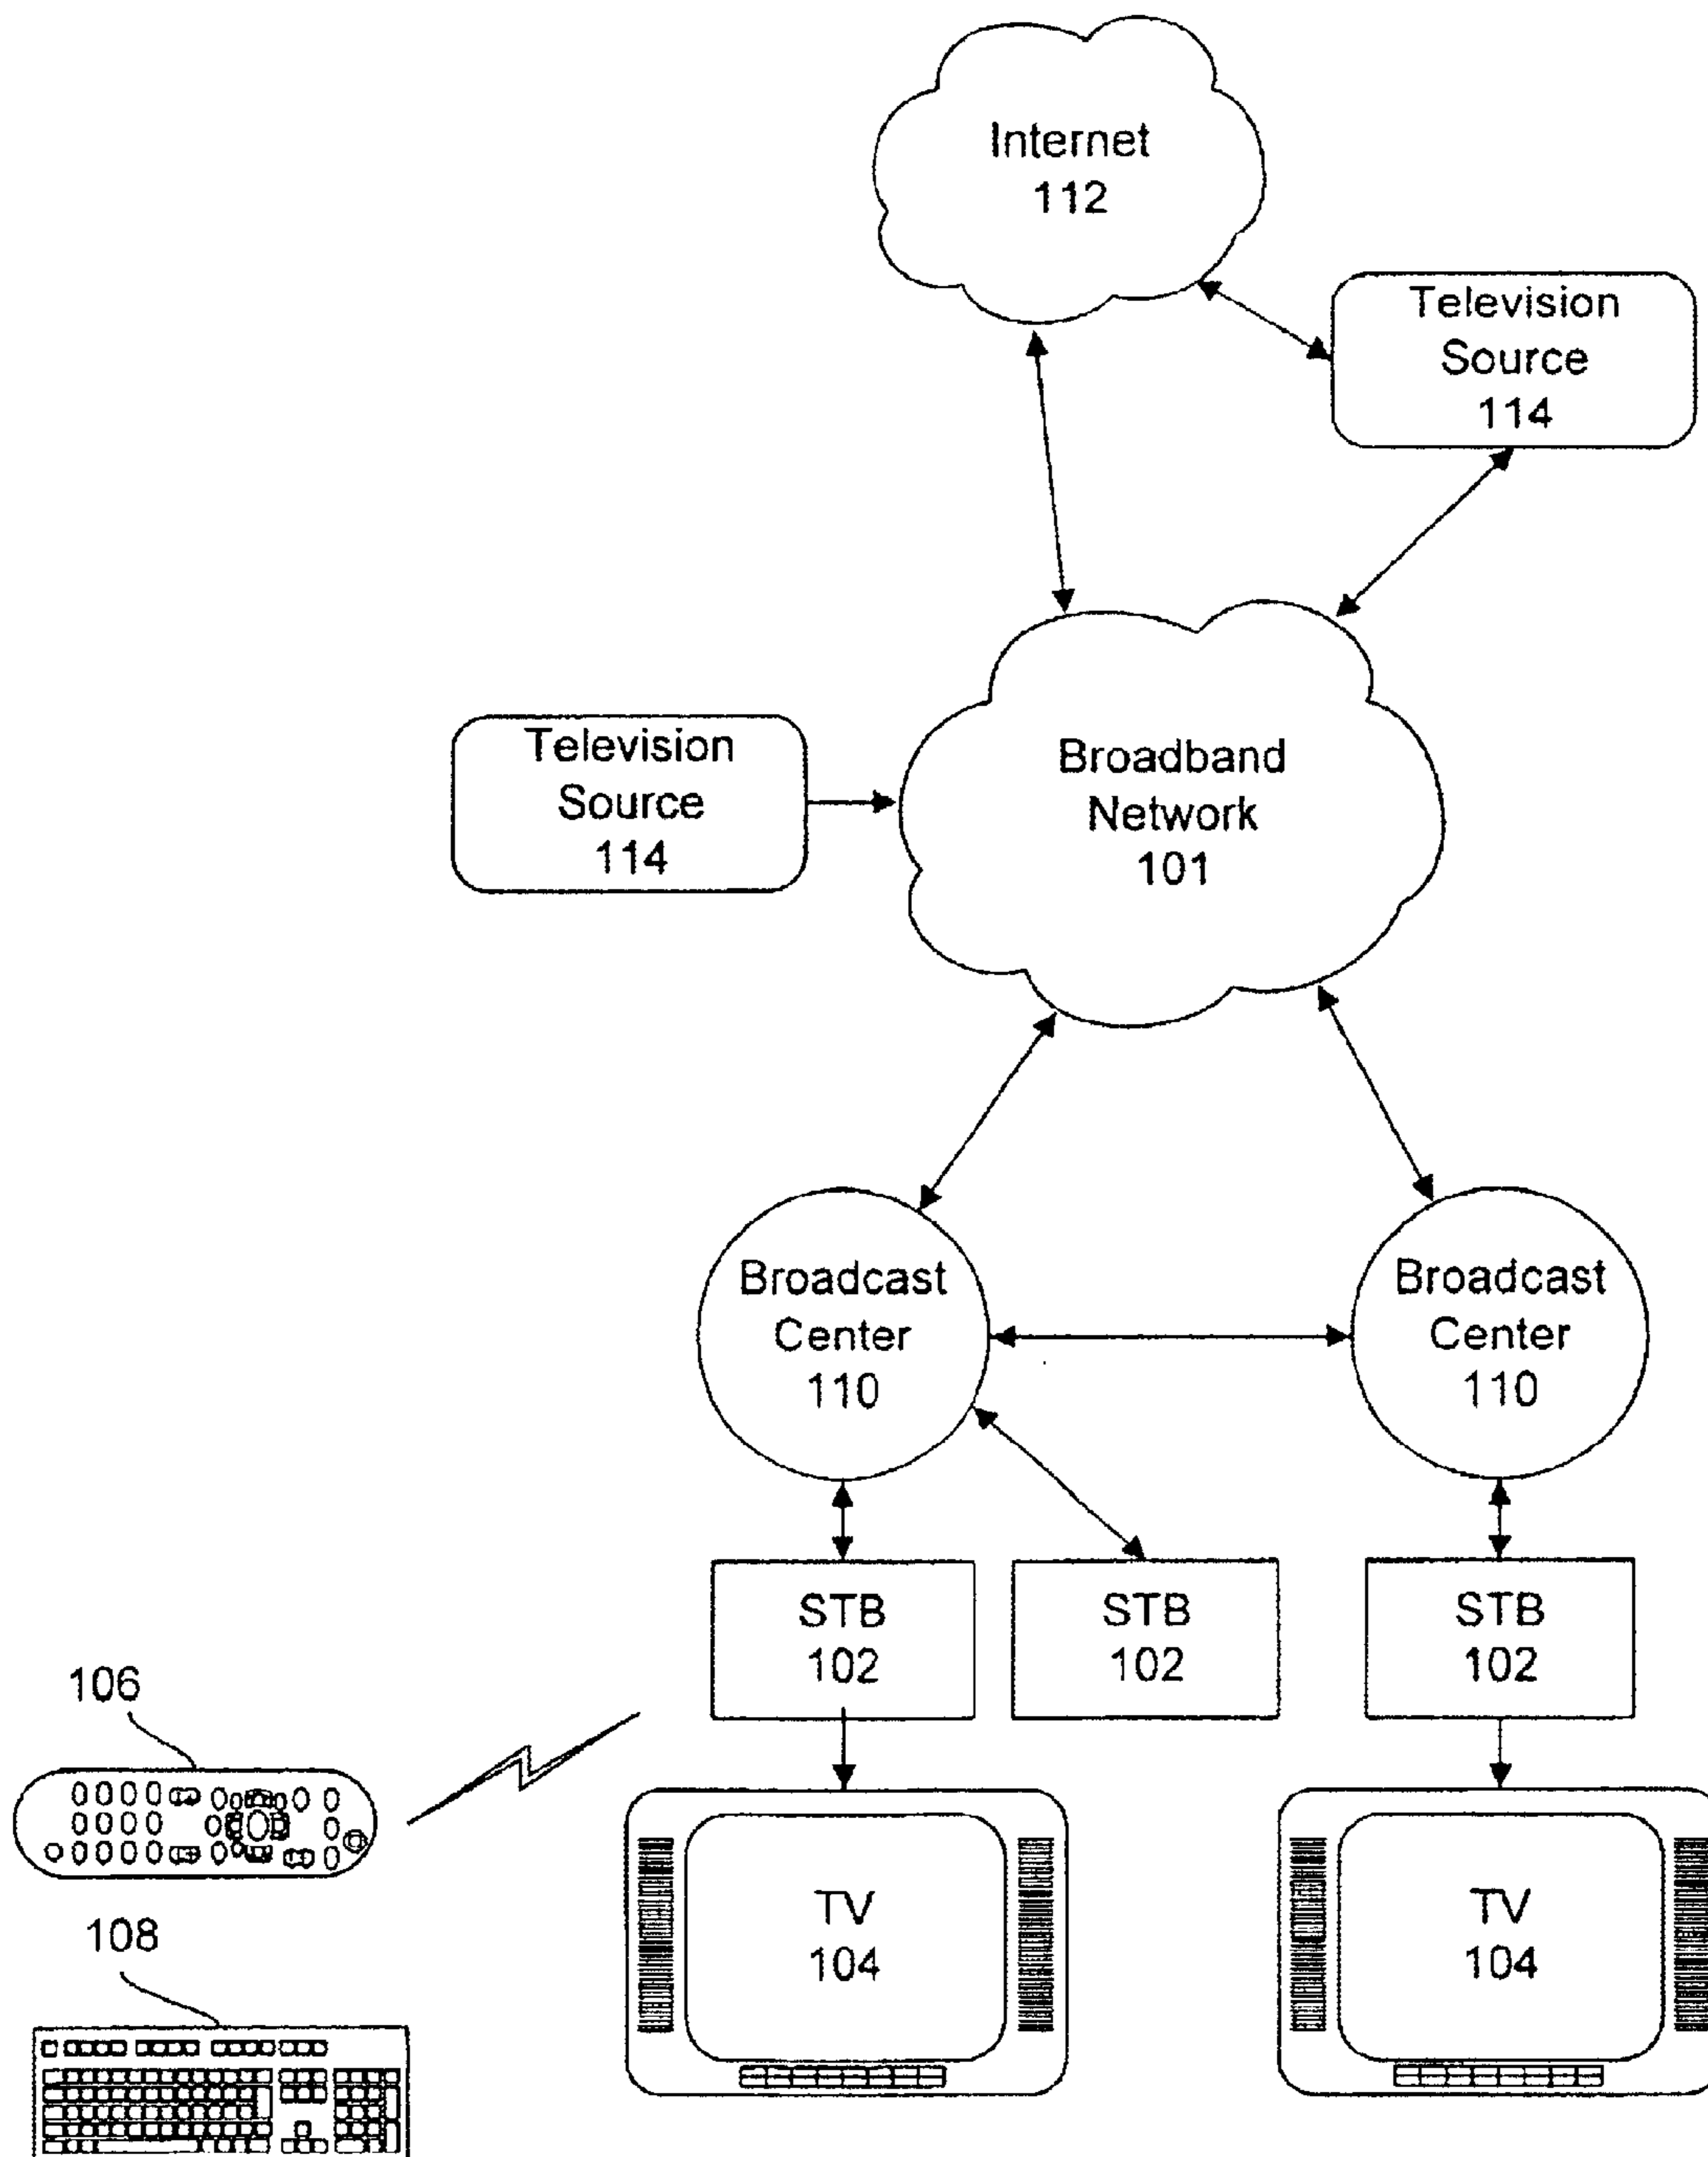 Internet
112
Television
Source
114
Television
Source
114
Broadband
Network
101
Broadcast
Center
110
Broadcast
Center
110
STB
102
STB
102
STB
102
106
TV
104
TV
104
108